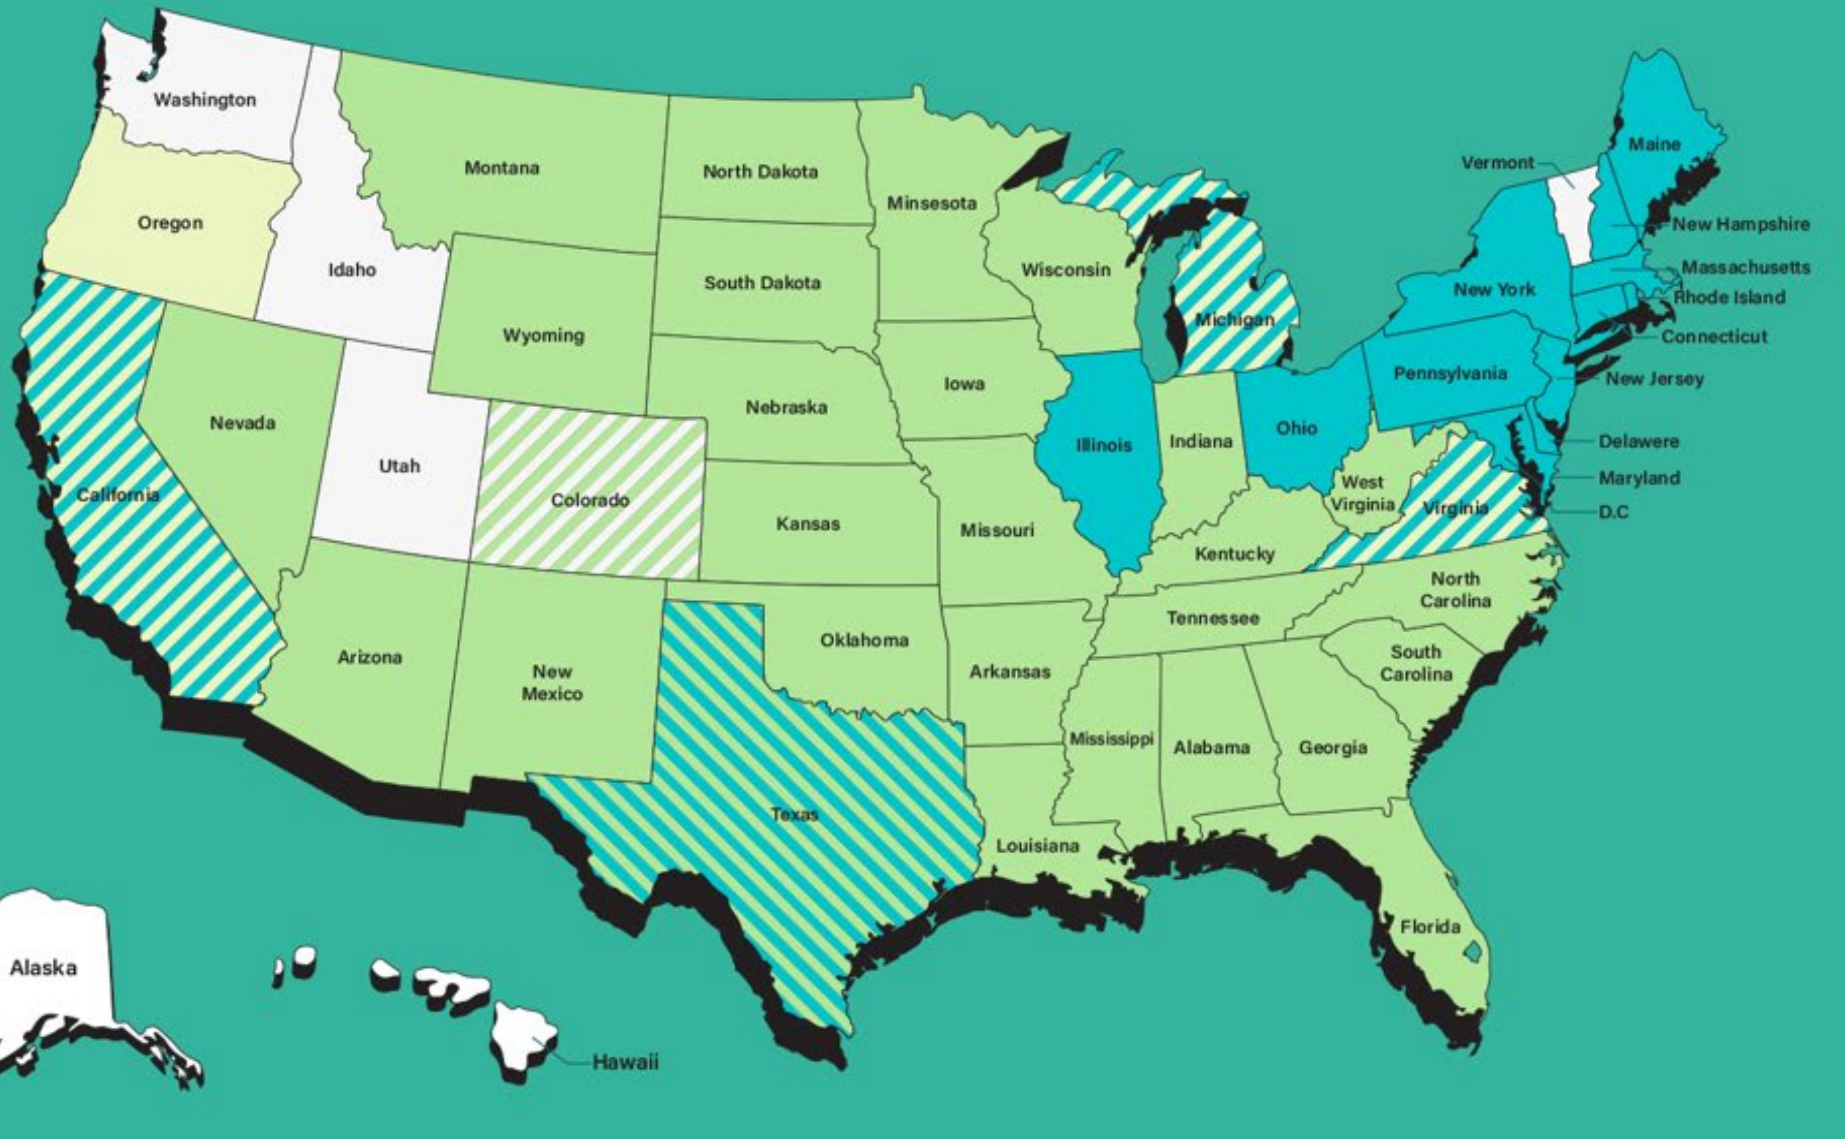 Washington
Montana
North Dakota
Minsesota
Vermont
Maine
Oregon
Idaho
South Dakota
Wisconsin
New York
New Hampshire
Massachusetts
Rhode Island
Wyoming
Michigan
Connecticut
Iowa
Pennsylvania
New Jersey
Nevada
Nebraska
Utah
Colorado
Illinois
Indiana
Ohio
Delawere
California
Kansas
Missouri
West
Virginia
Virginia
Maryland
D.C
Kentucky
North
Carolina
Arizona
New
Mexico
Oklahoma
Arkansas
Tennessee
South
Carolina
Texas
Mississippi
Alabama
Georgia
Louisiana
Florida
Alaska
Hawaii